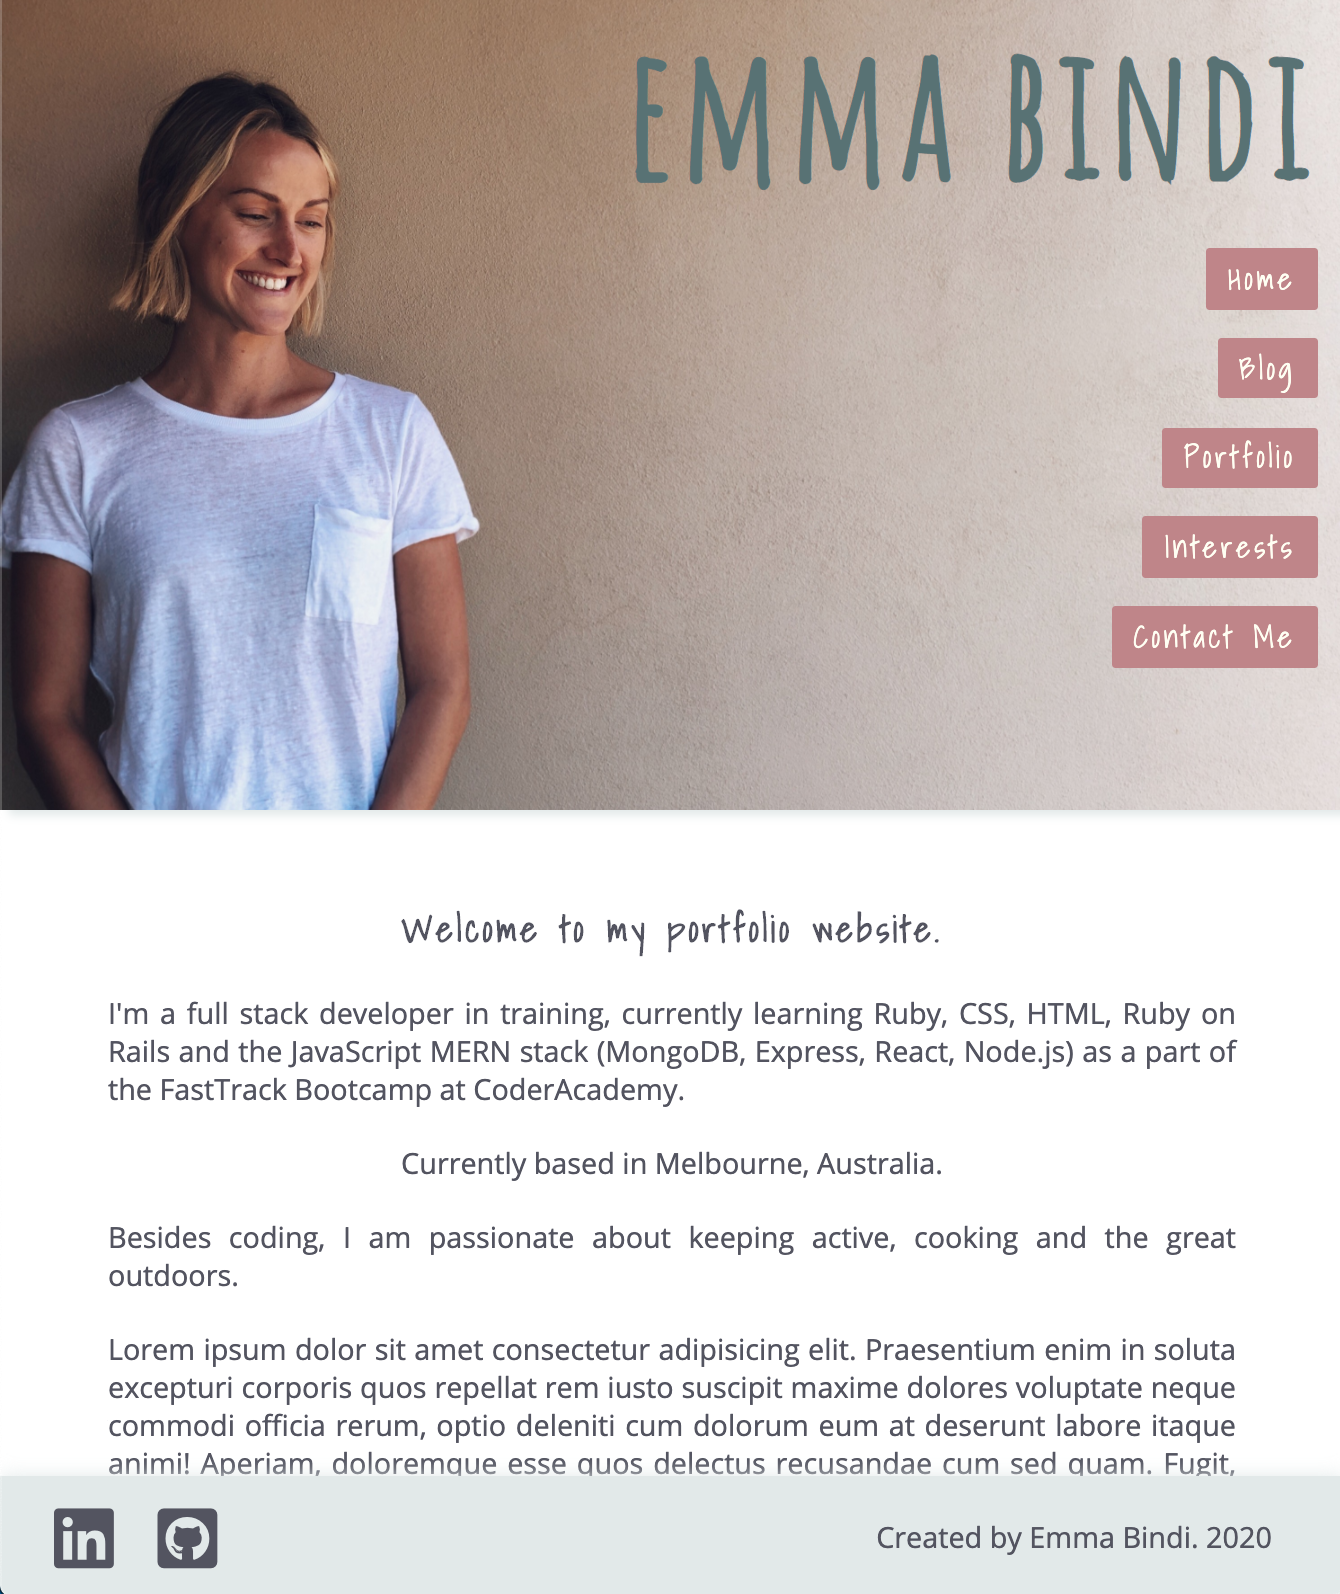 EMMA BINDI
Home
Blog
Portfolio
Interests
Contact Me
Welcome to my portfolio website.
I'm a full stack developer in training, currently learning Ruby, CSS, HTML, Ruby on
Rails and the JavaScript MERN stack (MongoDB, Express, React, Node.js) as a part of
the FastTrack Bootcamp at CoderAcademy.
Currently based in Melbourne, Australia.
Besides coding, I am passionate about keeping active, cooking and the great
outdoors.
Lorem ipsum dolor sit amet consectetur adipisicing elit. Praesentium enim in soluta
excepturi corporis quos repellat rem iusto suscipit maxime dolores voluptate neque
commodi officia rerum, optio deleniti cum dolorum eum at deserunt labore itaque
animi! Aperiam, doloremque esse quos delectus recusandae cum sed quam. Fugit,
in
Created by Emma Bindi. 2020